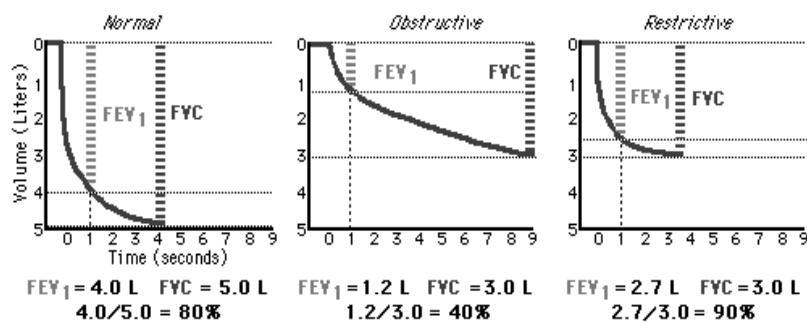 Normal
Obstructive
Restrictive
0
1
2
3
4
5
Volume (Liters)
FEV1
FVC
0 1 2 3 4 5 6 7 8 9
Time (seconds)
0
1
2
3
4
5
FEV1
FVC
0 1 2 3 4 5 6 7 8 9
0
1
2
3
4
5
FEV1
FVC
0 1 2 3 4 5 6 7 8 9
FEV1 = 4.0 L FVC = 5.0 L
4.0/5.0 = 80%
FEV1 = 1.2 L FVC = 3.0 L
1.2/3.0 = 40%
FEV1 = 2.7 L FVC = 3.0 L
2.7/3.0 = 90%